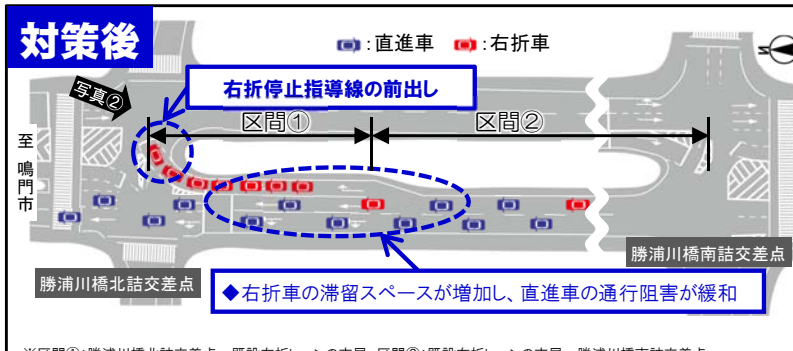 対策後
:直進車 :右折車
写真②
右折停止指導線の前出し
区間①
区間②
至 鳴門市
勝浦川橋南詰交差点
勝浦川橋北詰交差点
◆右折車の滞留スペースが増加し、直進車の通行阻害が緩和